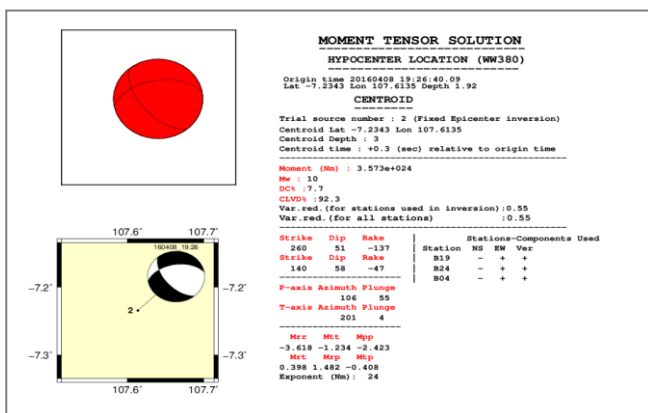 MOMENT TENSOR SOLUTION
HYPOCENTER LOCATION (WW380)
Origin time 20160408 19:26:40.09
Lat -7.2343 Lon 107.6135 Depth 1.92
CENTROID
Trial source number : 2 (Fixed Epicenter inversion)
Centroid Lat -7.2343 Lon 107.6135
Centroid Depth : 3
Centroid time : +0.3 (sec) relative to origin time
Moment (Nm) : 3.573e+024
Mw : 10
DC% :7.7
CLVD% :92.3
Var.red.(for stations used in inversion):0.55
Var.red.(for all stations) :0.55
Strike Dip Rake
260 51 -137
Strike Dip Rake
140 58 -47
P-axis Azimuth Plunge
106 55
T-axis Azimuth Plunge
201 4
Mrr Mtt Mpp
-3.618 -1.234 -2.423
Mrt Mrp Mtp
0.398 1.482 -0.408
Exponent (Nm): 24
Stations-Components Used
Station NS EW Ver
B19 - + +
B24 - + +
B04 - + +
107.6° 107.7°
160408 19:26
-7.2° -7.2°
2
-7.3° -7.3°
107.6° 107.7°